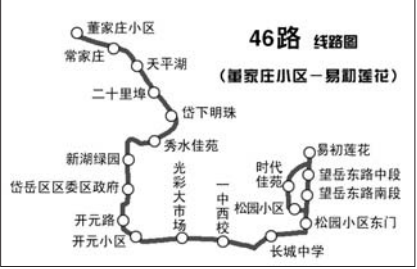 46路 线路图
(董家庄小区－易初莲花)
董家庄小区
常家庄
天平湖
二十里埠
岱下明珠
秀水佳苑
新湖绿园
岱岳区区委区政府
开元路
开元小区
光彩大市场
一中西校
长城中学
松园小区东门
松园小区
时代
佳苑
望岳东路南段
望岳东路中段
易初莲花